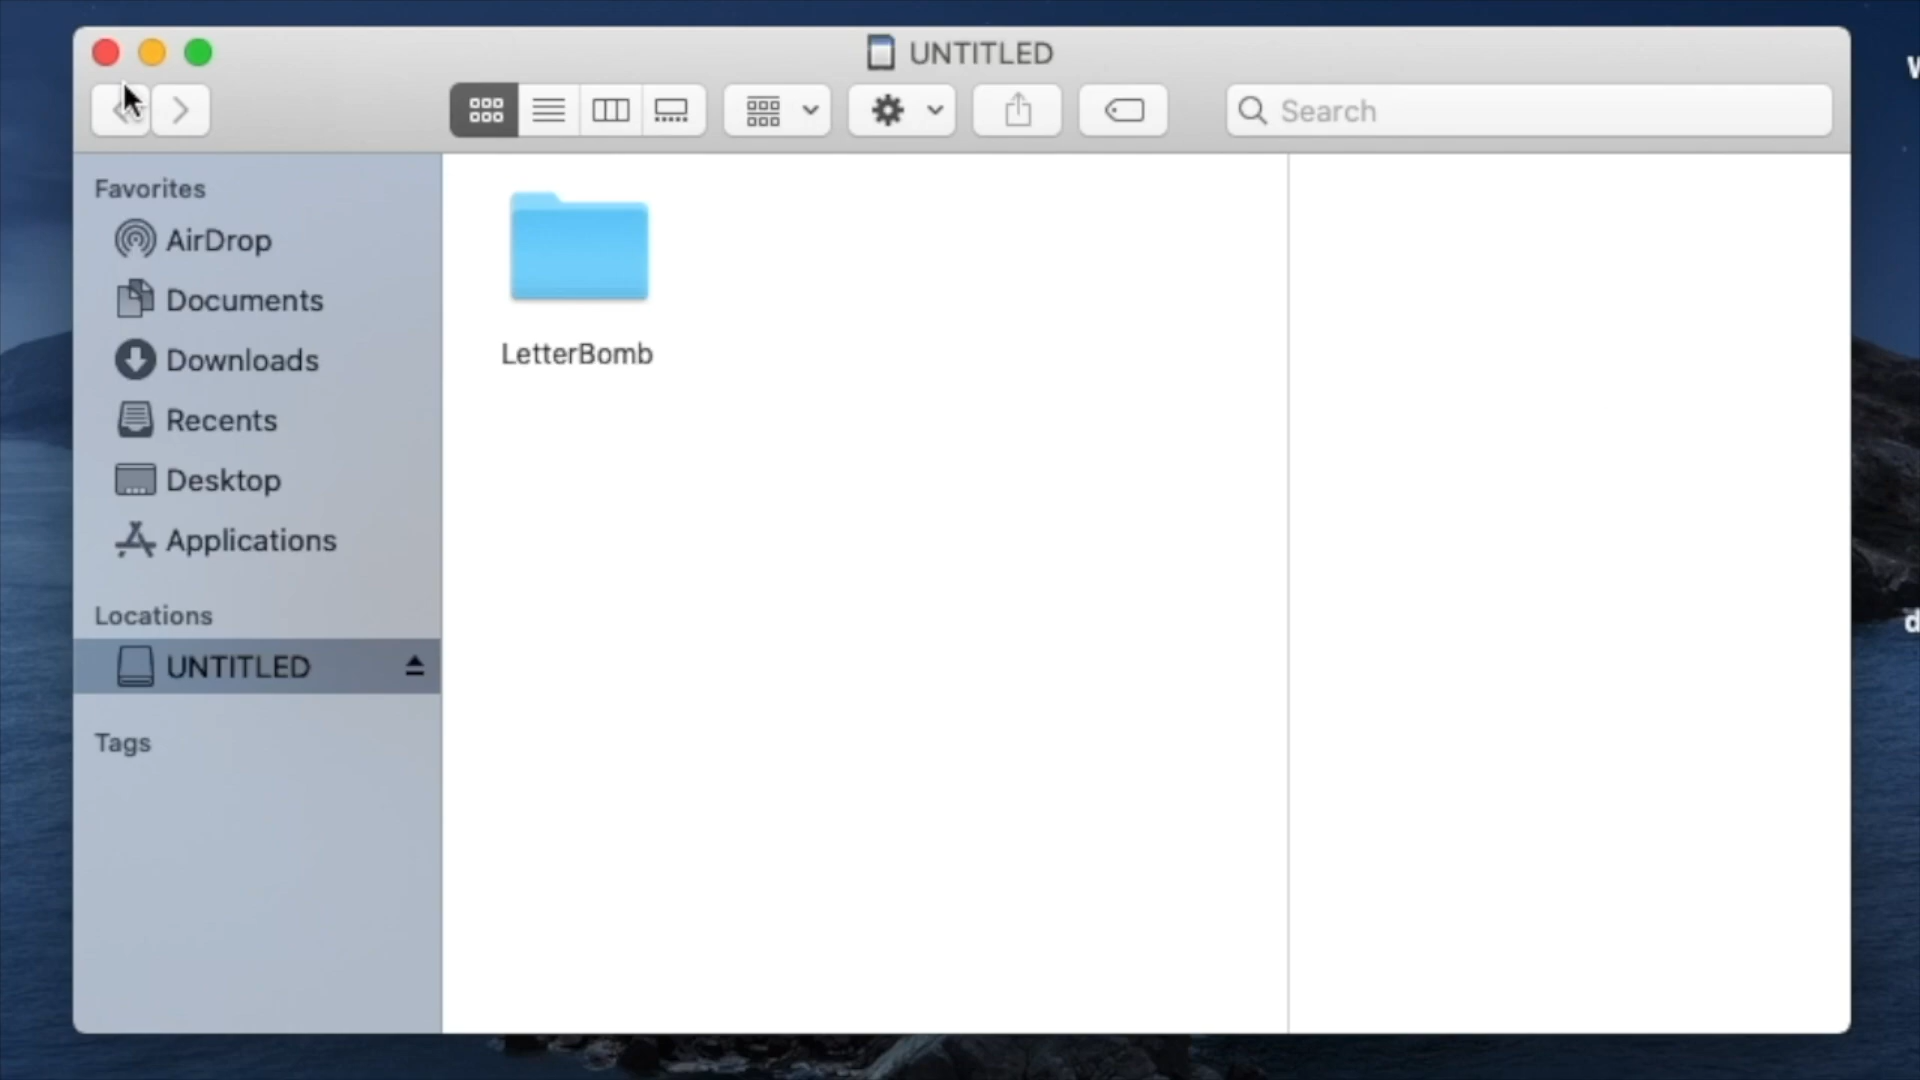 UNTITLED
Search
Favorites
AirDrop
Documents
Downloads
Recents
Desktop
Applications
Locations
UNTITLED
Tags
LetterBomb